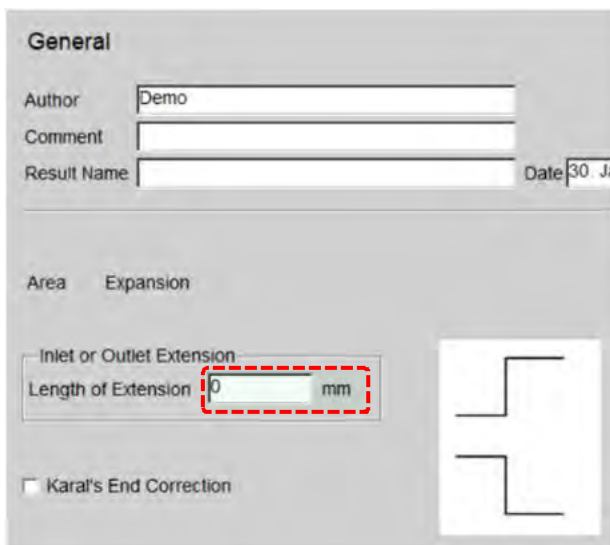 General
Author Demo
Comment
Result Name Date 30. Ja
Area Expansion
Inlet or Outlet Extension
Length of Extension 0 mm
Karal's End Correction